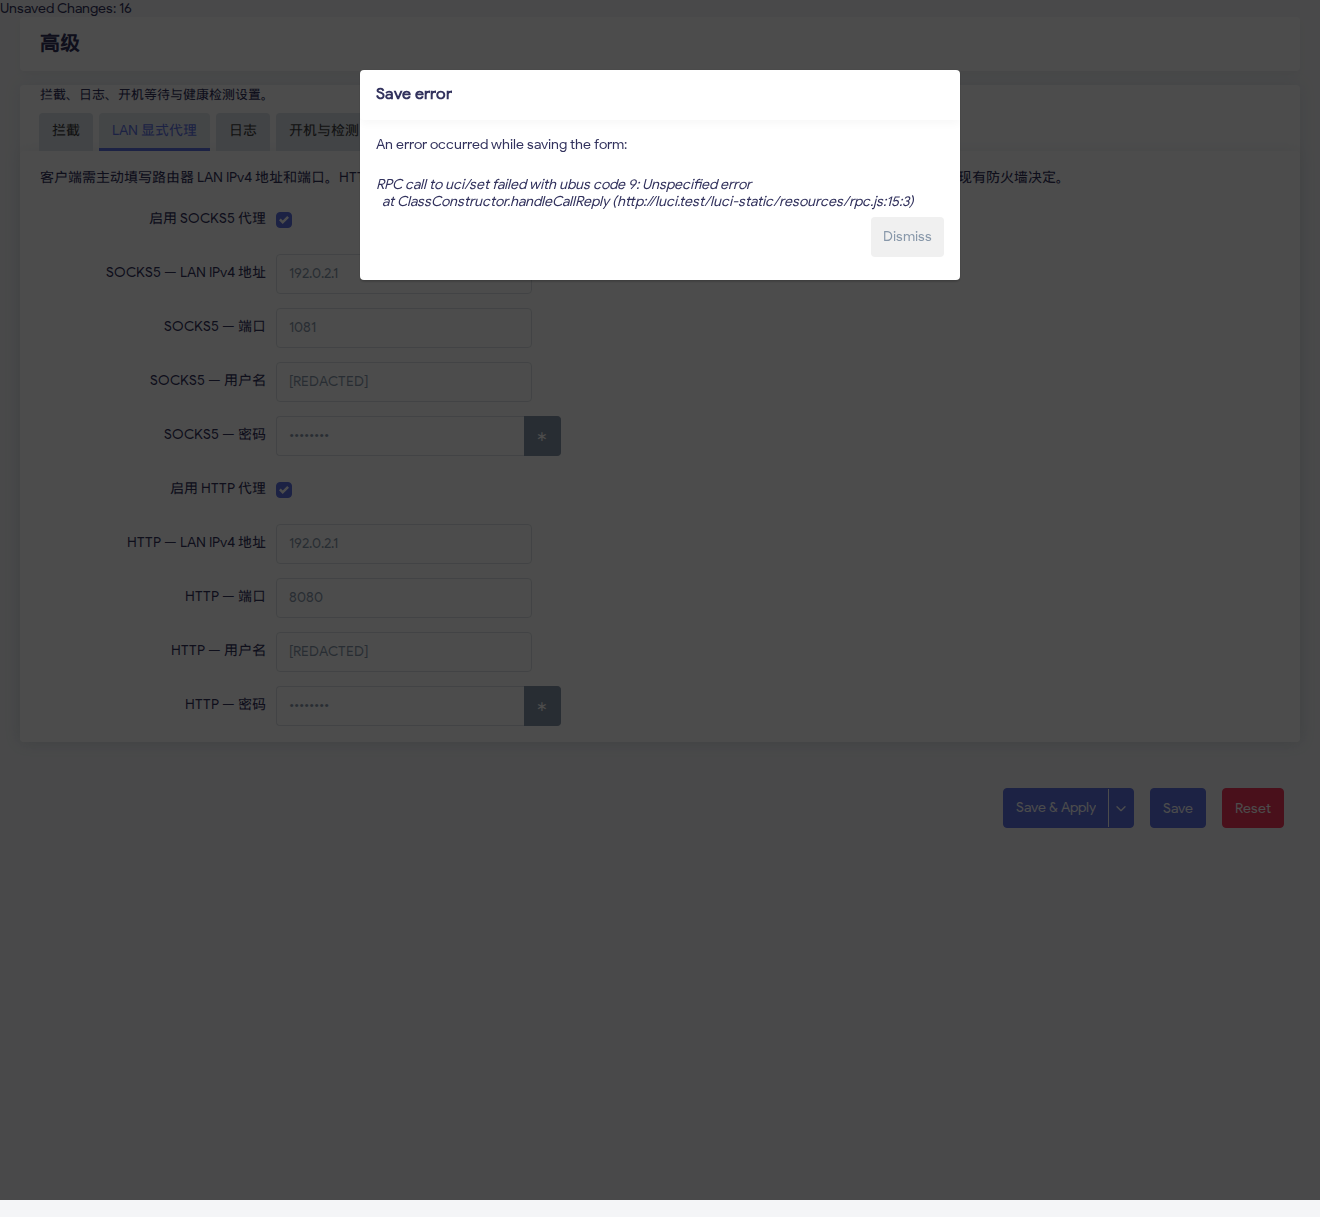 Unsaved Changes: 16
高级
拦截、日志、开机等待与健康检测设置。
拦截
LAN 显式代理
日志
开机与检测
Save error
An error occurred while saving the form:
RPC call to uci/set failed with ubus code 9: Unspecified error
at ClassConstructor.handleCallReply (http://luci.test/luci-static/resources/rpc.js:15:3)
Dismiss
客户端需主动填写路由器 LAN IPv4 地址和端口。HT
现有防火墙决定。
启用 SOCKS5 代理
SOCKS5 — LAN IPv4 地址
192.0.2.1
SOCKS5 — 端口
1081
SOCKS5 — 用户名
[REDACTED]
SOCKS5 — 密码
••••••••
*
启用 HTTP 代理
HTTP — LAN IPv4 地址
192.0.2.1
HTTP — 端口
8080
HTTP — 用户名
[REDACTED]
HTTP — 密码
••••••••
*
Save & Apply
Save
Reset